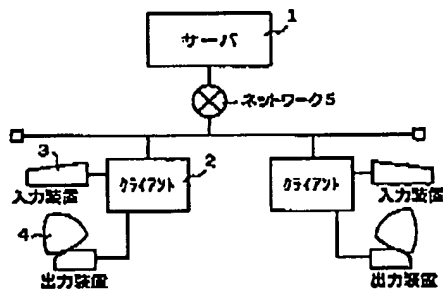 1
サーバ
ネットワーク5
3
2
クライアント
クライアント
入力装置
入力装置
4
出力装置
出力装置